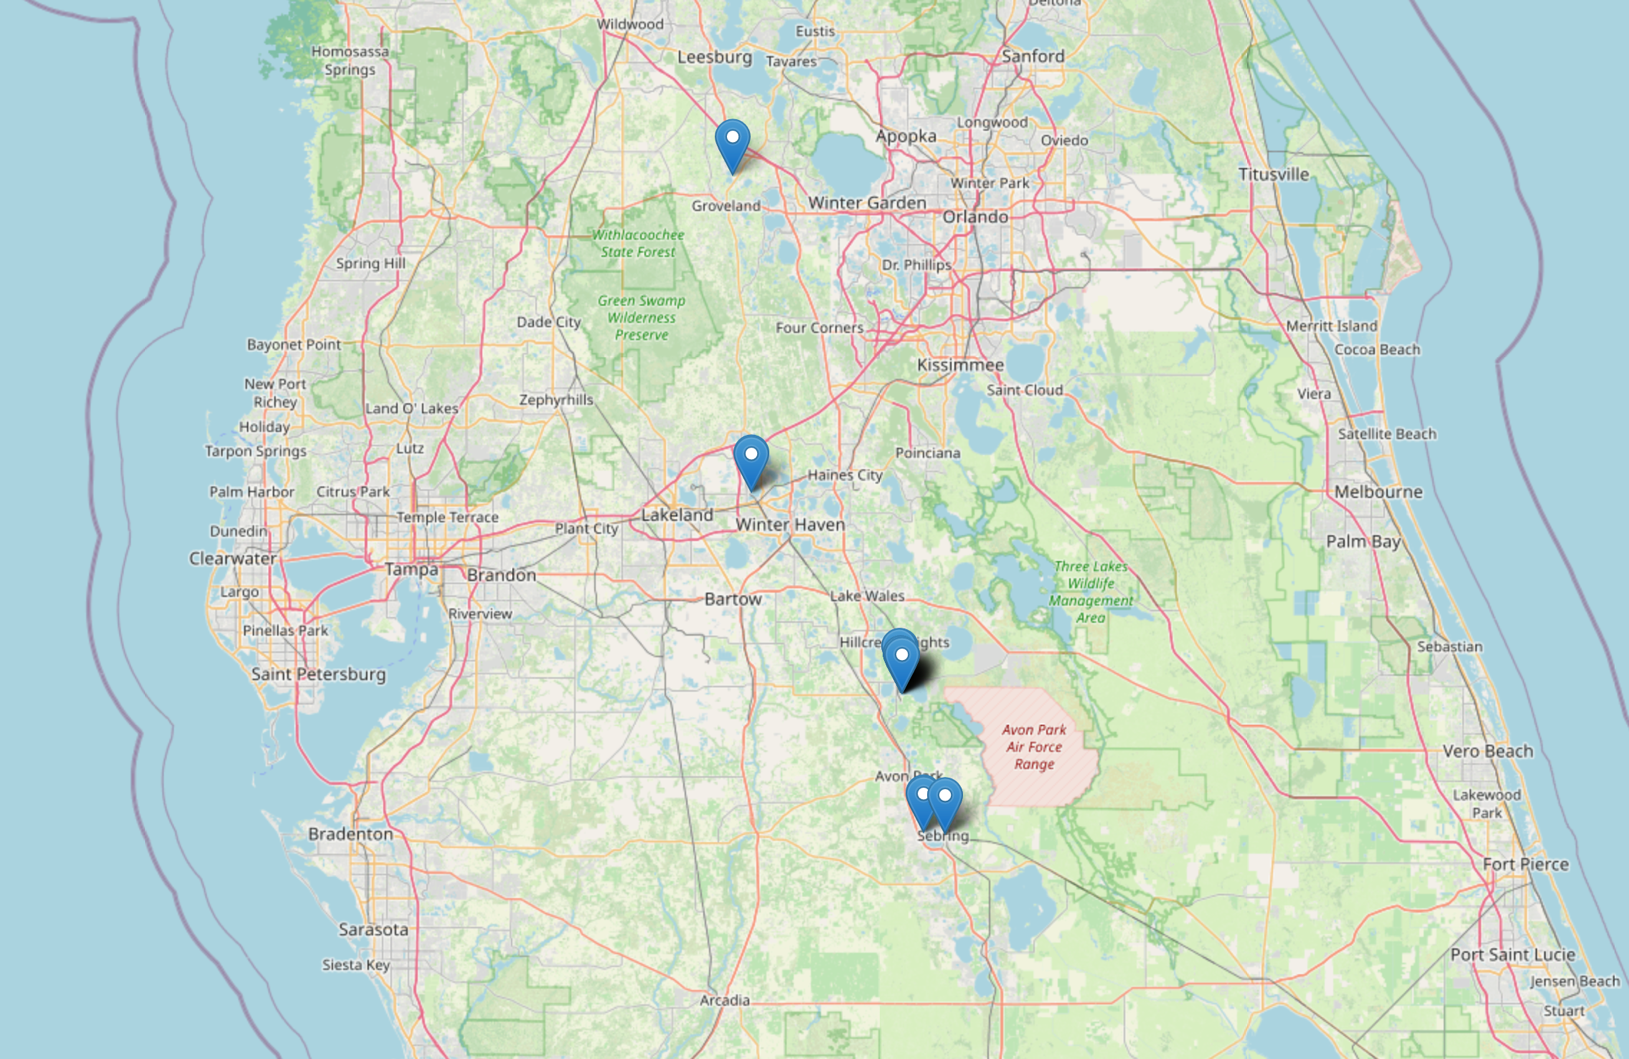 Deltona
Wildwood
Eustis
Homosassa
Springs
Leesburg
Tavares
Sanford
Longwood
Apopka
Oviedo
Titusville
Winter Park
Groveland
Winter Garden
Orlando
Withlacoochee
State Forest
Spring Hill
Dr. Phillips
Green Swamp
Wilderness
Preserve
Dade City
Four Corners
Merritt Island
Bayonet Point
Cocoa Beach
Kissimmee
New Port
Richey
Saint Cloud
Viera
Land O' Lakes
Zephyrhills
Holiday
Satellite Beach
Tarpon Springs
Lutz
Poinciana
Haines City
Palm Harbor
Citrus Park
Melbourne
Temple Terrace
Lakeland
Winter Haven
Plant City
Dunedin
Palm Bay
Clearwater
Tampa
Brandon
Three Lakes
Wildlife
Management
Area
Largo
Bartow
Lake Wales
Riverview
Pinellas Park
Sebastian
Saint Petersburg
Avon Park
Air Force
Range
Vero Beach
Lakewood
Park
Bradenton
Sebring
Fort Pierce
Sarasota
Port Saint Lucie
Siesta Key
Jensen Beach
Arcadia
Stuart